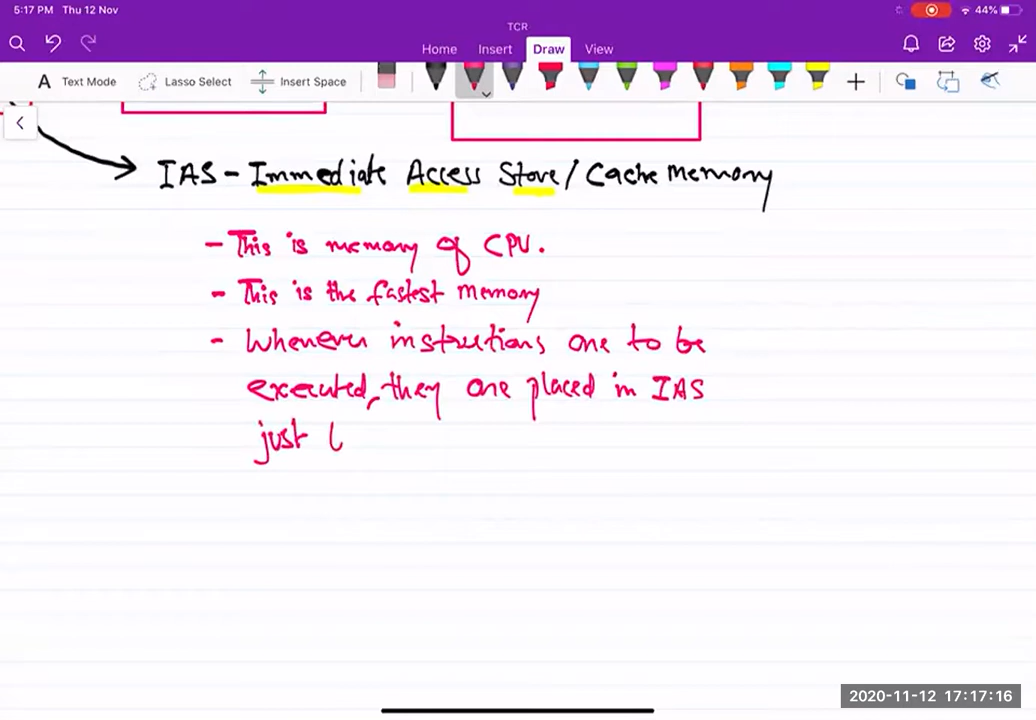 5:17 PM Thu 12 Nov
44%
TCR
Home Insert Draw View
A Text Mode Lasso Select Insert Space
IAS - Immediate Access Store / Cache Memory
- This is memory of CPU.
- This is the fastest memory
- Whenever instructions are to be
executed, they are placed in IAS
just
2020-11-12 17:17:16